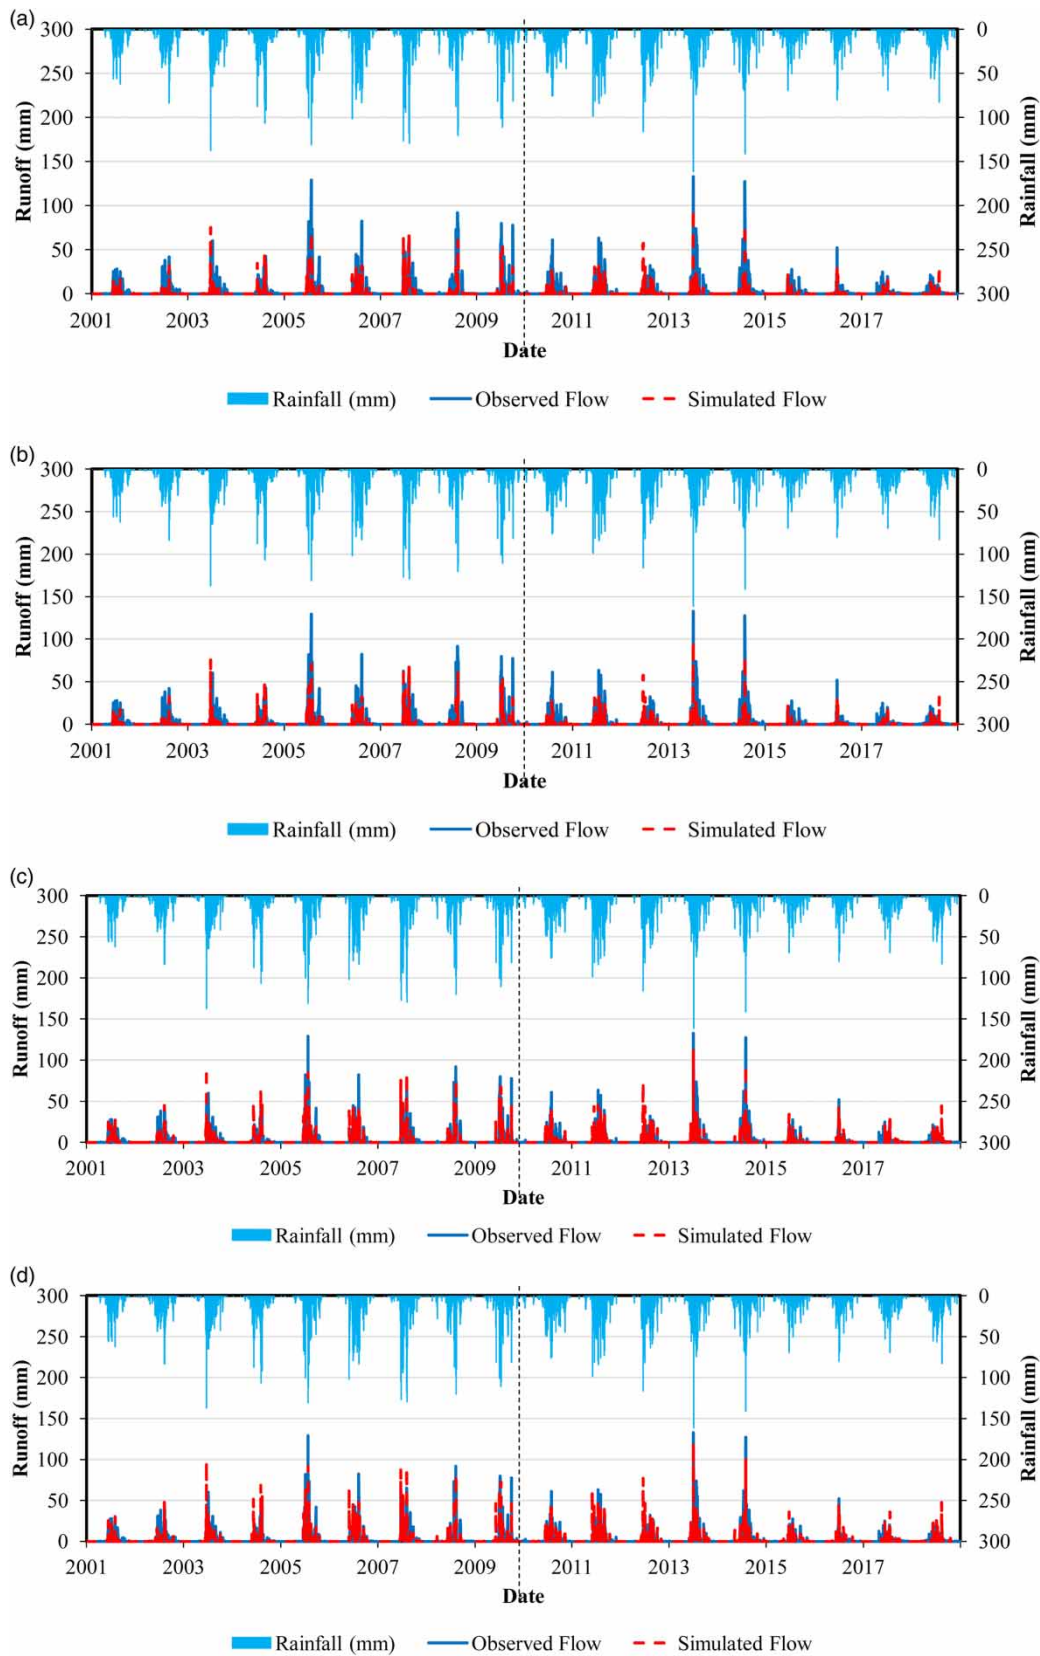 (a)
300 250 200 150 100 50 0
Runoff (mm)
0 50 100 150 200 250 300
Rainfall (mm)
2001 2003 2005 2007 2009 2011 2013 2015 2017
Date
Rainfall (mm) Observed Flow Simulated Flow
(b)
300 250 200 150 100 50 0
Runoff (mm)
0 50 100 150 200 250 300
Rainfall (mm)
2001 2003 2005 2007 2009 2011 2013 2015 2017
Date
Rainfall (mm) Observed Flow Simulated Flow
(c)
300 250 200 150 100 50 0
Runoff (mm)
0 50 100 150 200 250 300
Rainfall (mm)
2001 2003 2005 2007 2009 2011 2013 2015 2017
Date
Rainfall (mm) Observed Flow Simulated Flow
(d)
300 250 200 150 100 50 0
Runoff (mm)
0 50 100 150 200 250 300
Rainfall (mm)
2001 2003 2005 2007 2009 2011 2013 2015 2017
Date
Rainfall (mm) Observed Flow Simulated Flow